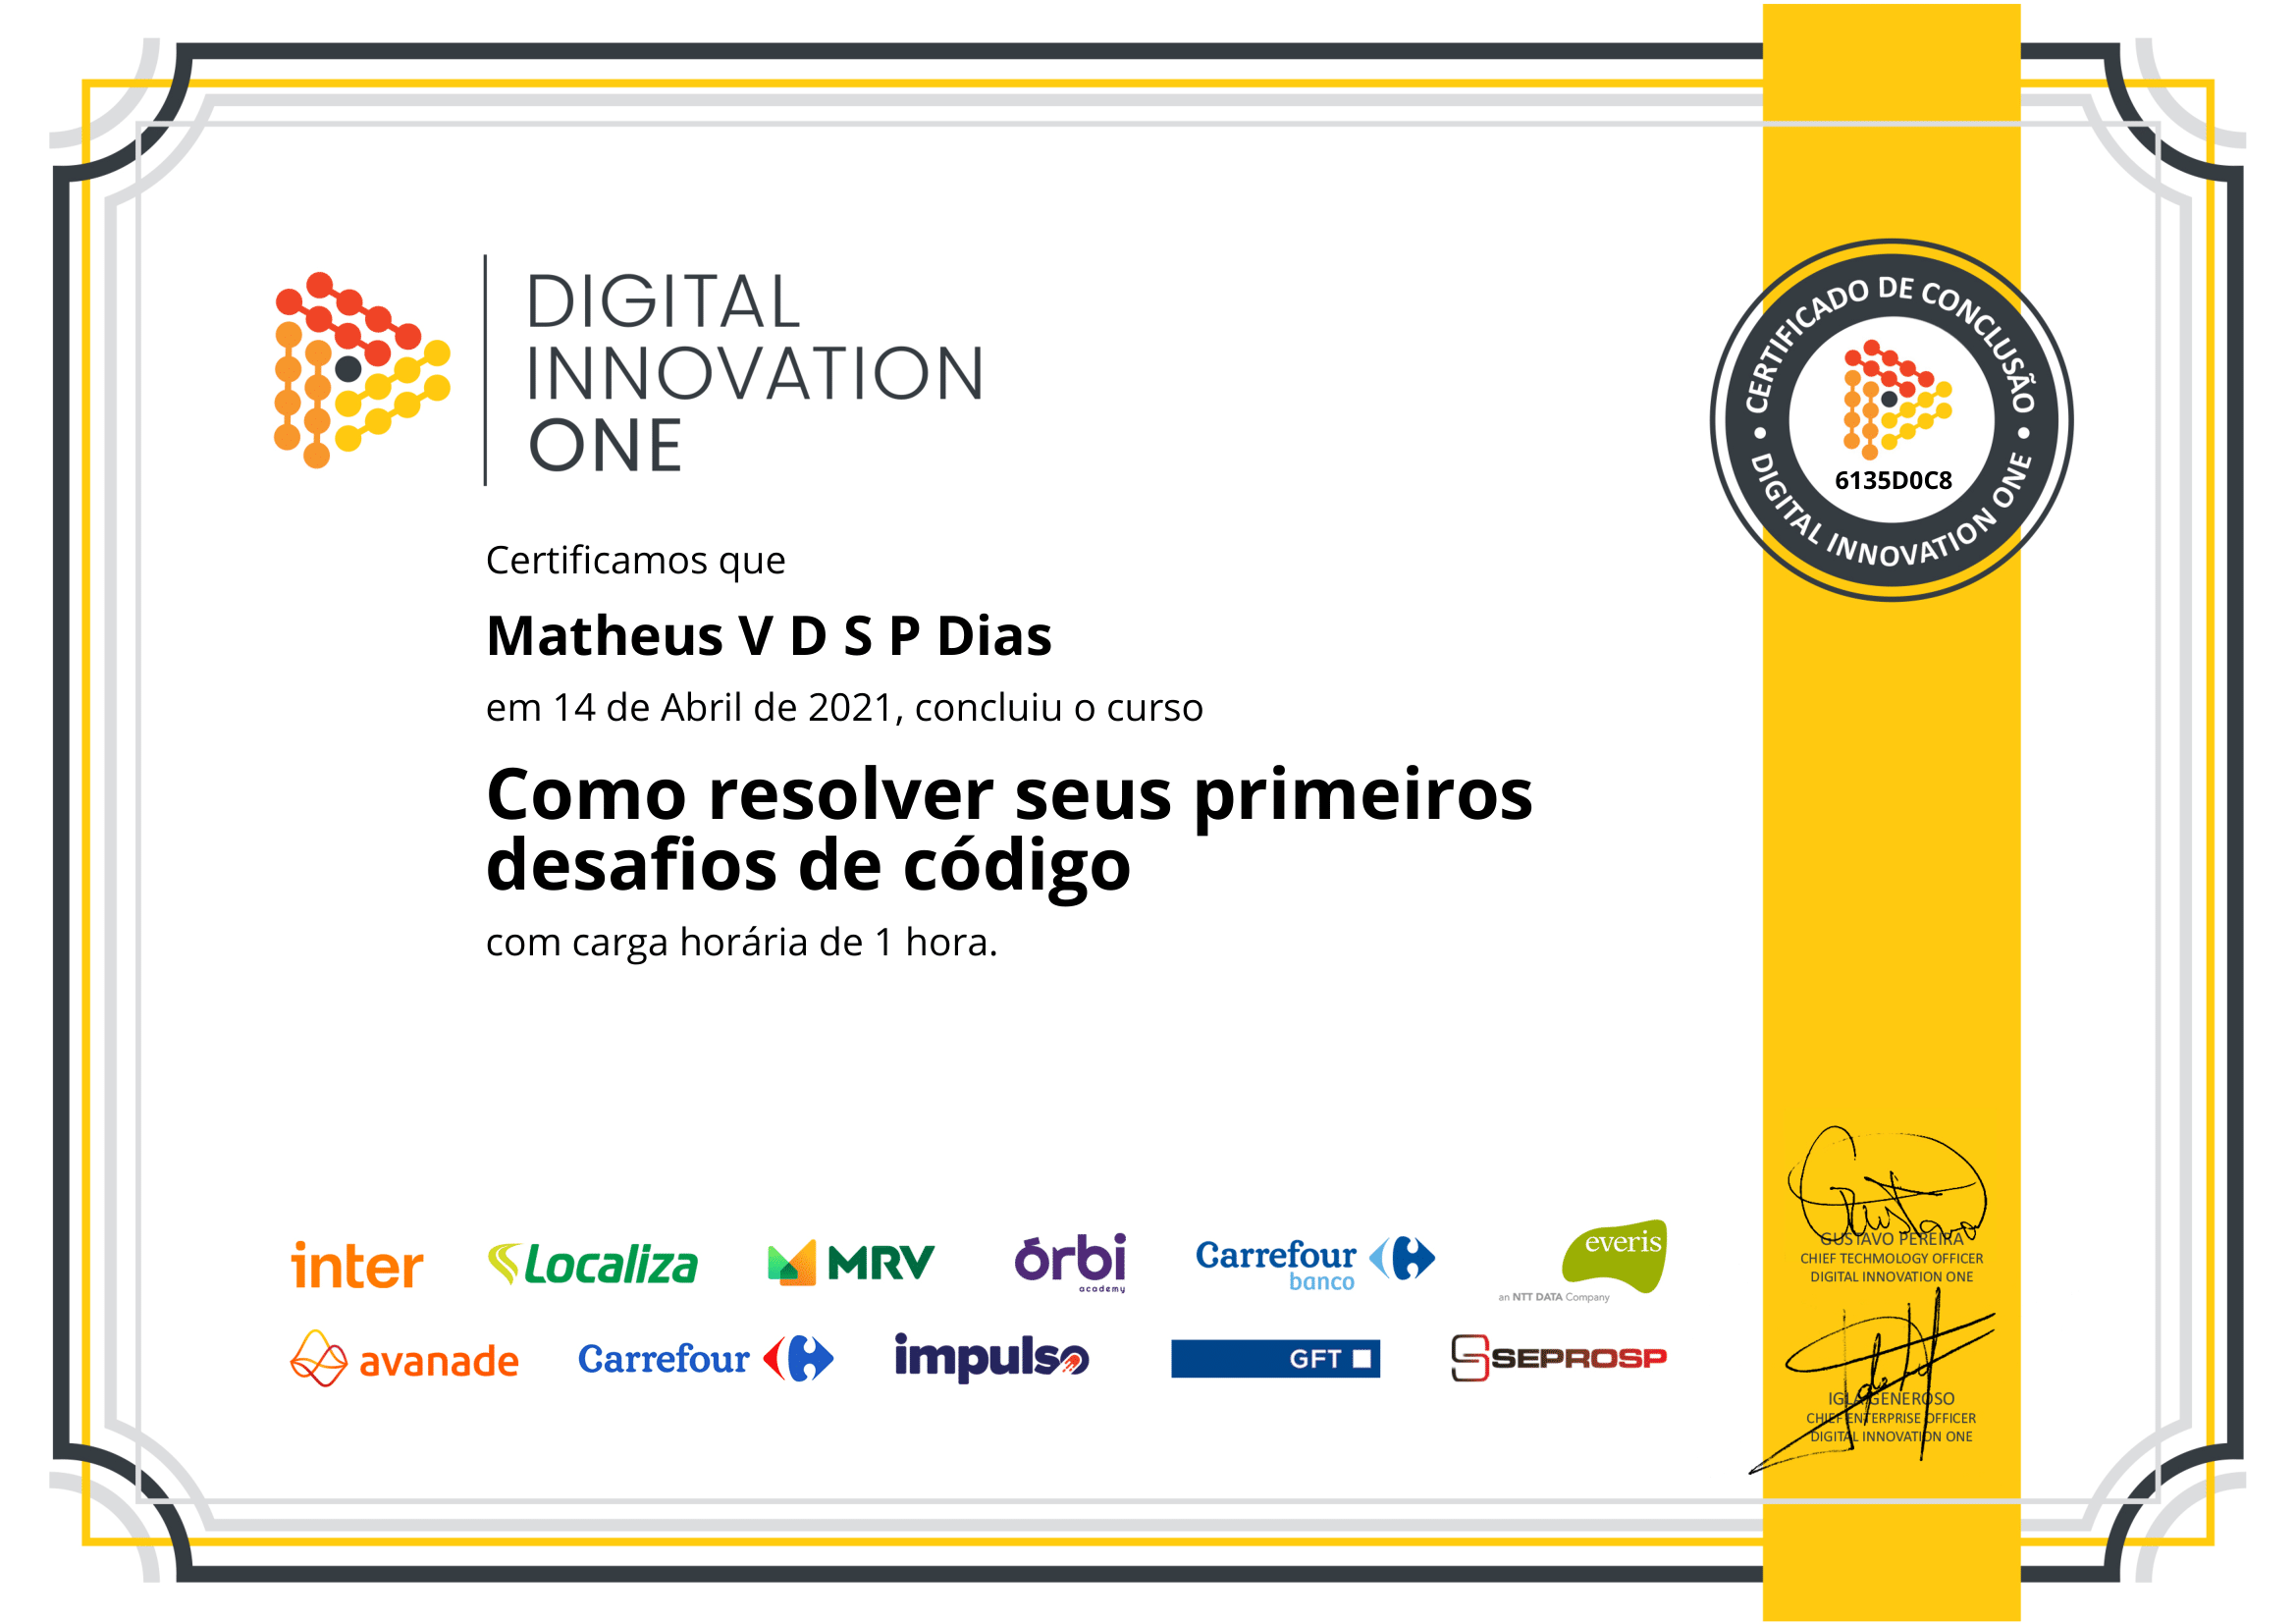 DIGITAL
INNOVATION
ONE
CERTIFICADO DE CONCLUSÃO
6135D0C8
DIGITAL INNOVATION ONE
Certificamos que
Matheus V D S P Dias
em 14 de Abril de 2021, concluiu o curso
Como resolver seus primeiros
desafios de código
com carga horária de 1 hora.
inter
Localiza
MRV
órbi
academy
Carrefour
banco
everis
an NTT DATA Company
avanade
Carrefour
impulso
GFT
SEPROSP
Gustavo
GUSTAVO PEREIRA
CHIEF TECHMOLOGY OFFICER
DIGITAL INNOVATION ONE
IGLA GENEROSO
CHIEF ENTERPRISE OFFICER
DIGITAL INNOVATION ONE